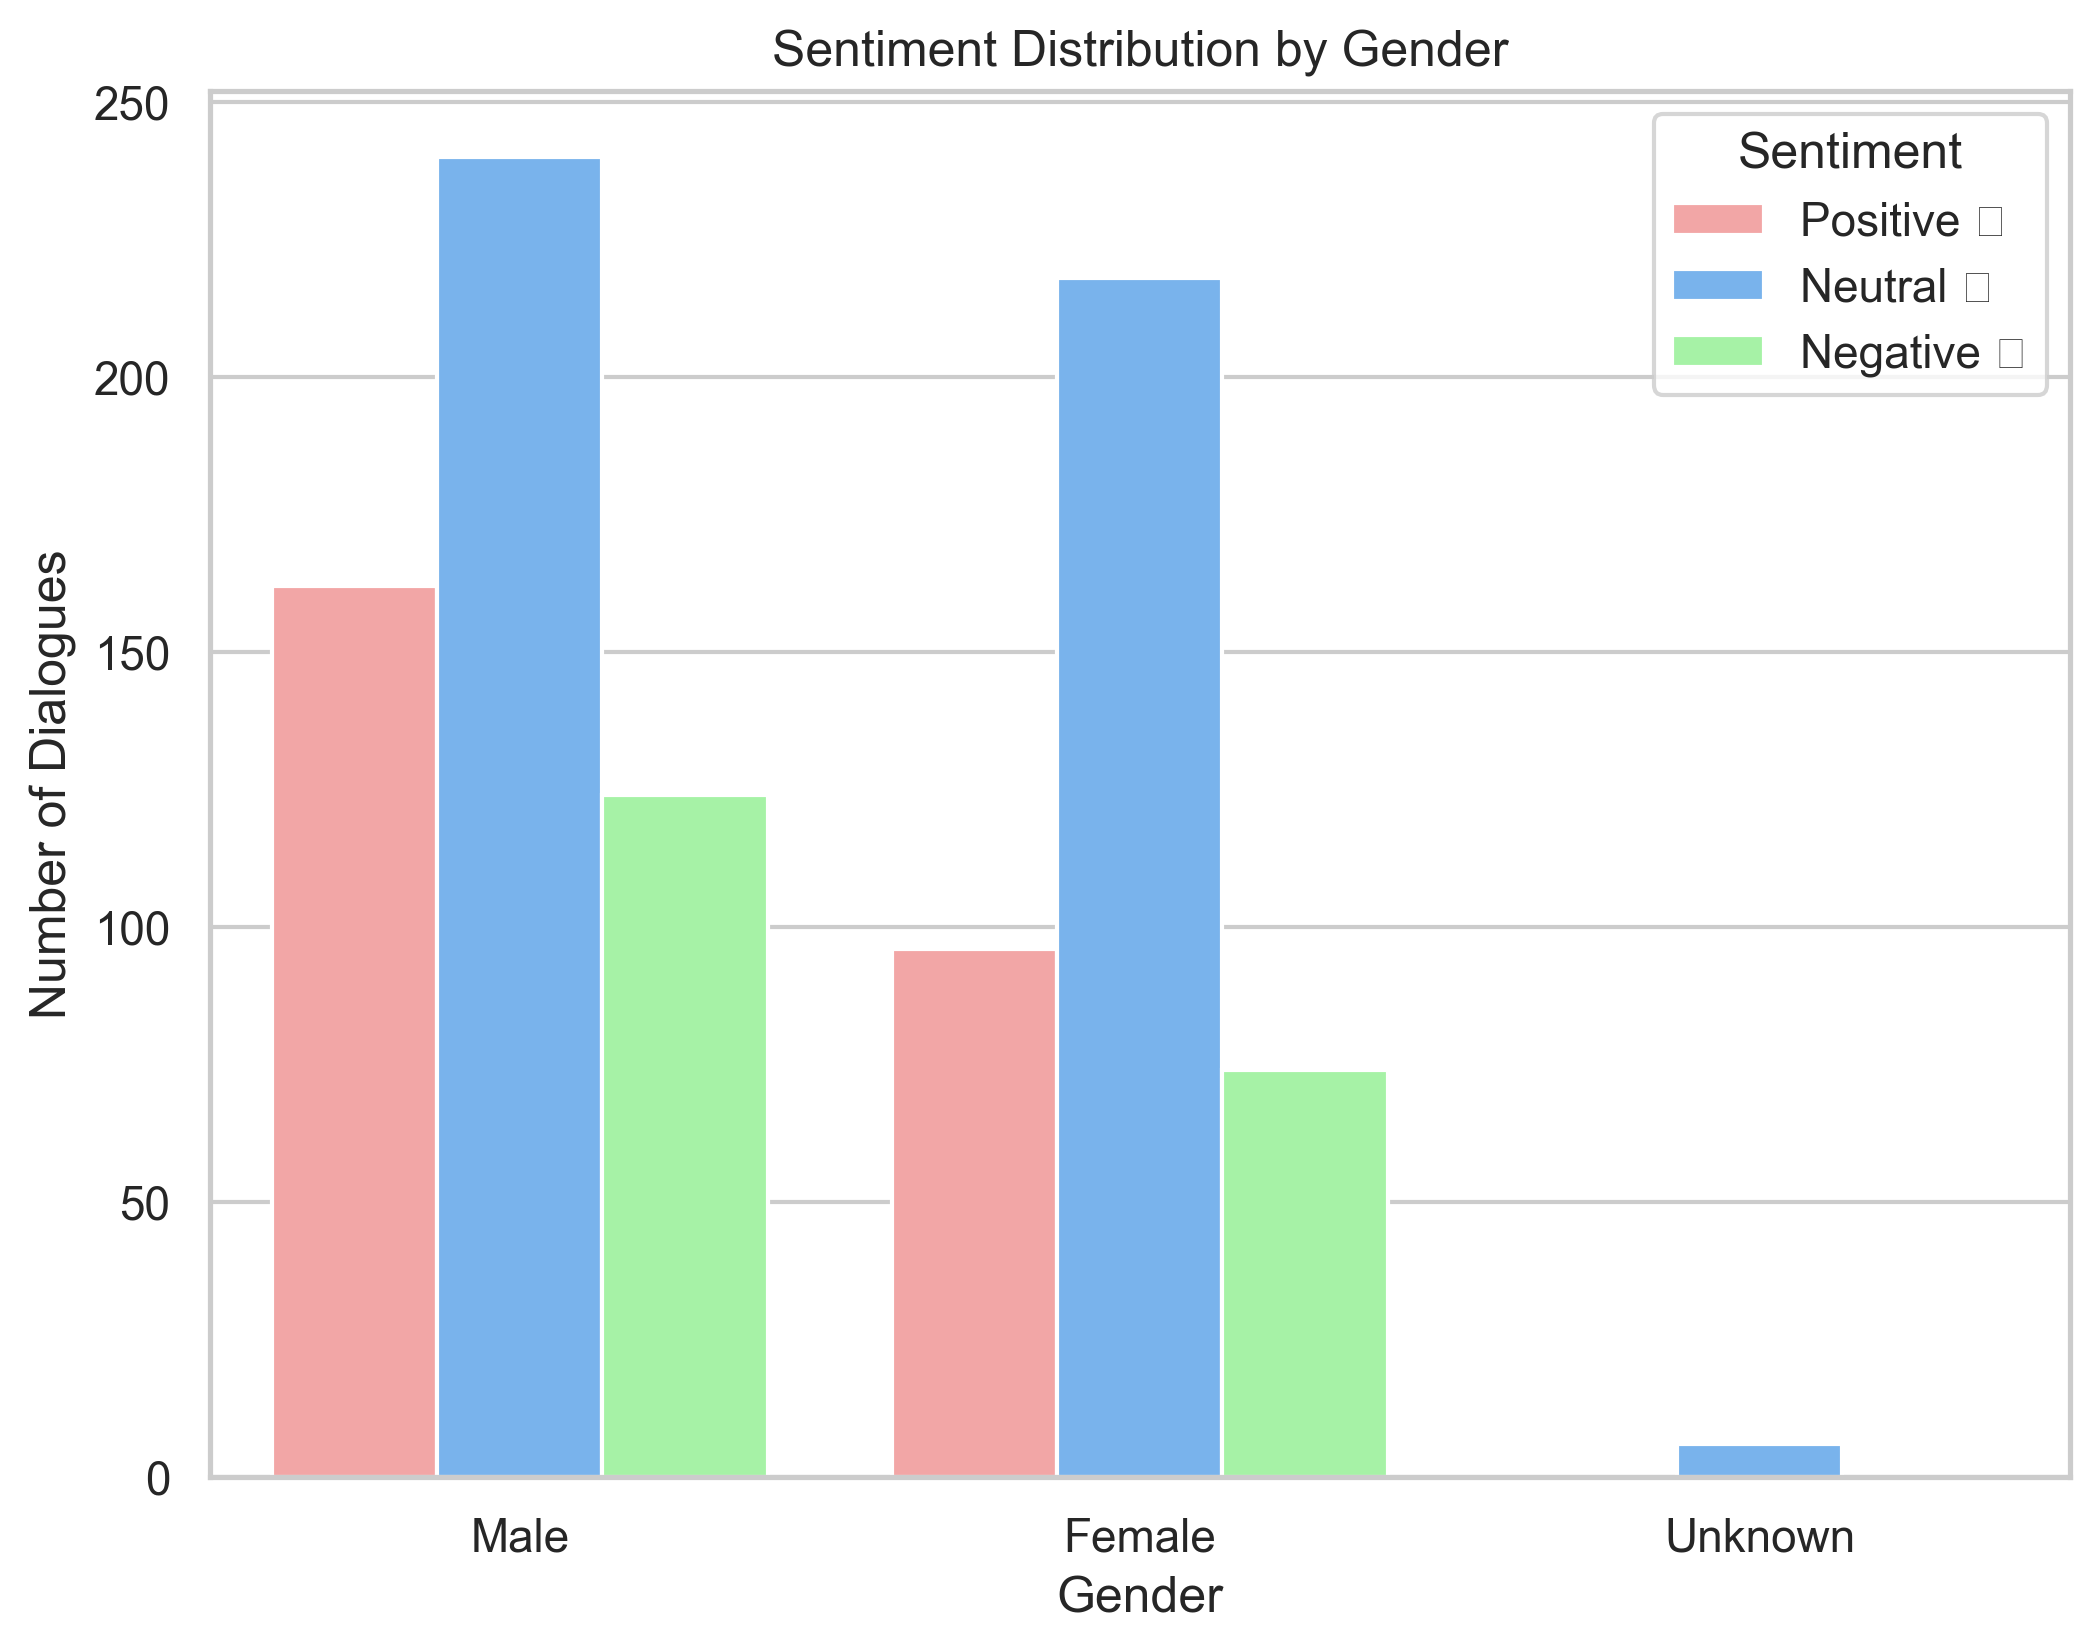 Sentiment Distribution by Gender
250
200
150
100
50
0
Number of Dialogues
Sentiment
Positive
Neutral
Negative
Male
Female
Unknown
Gender